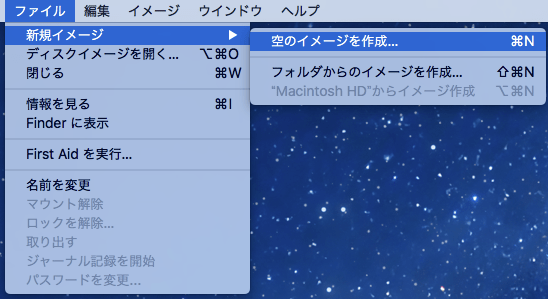 ファイル 編集 イメージ ウインドウ ヘルプ
新規イメージ ▶
ディスクイメージを開く... ⌥⌘O
閉じる ⌘W
情報を見る ⌘I
Finder に表示
First Aid を実行...
名前を変更
マウント解除
ロックを解除...
取り出す
ジャーナル記録を開始
パスワードを変更...
空のイメージを作成... ⌘N
フォルダからのイメージを作成... ⇧⌘N
“Macintosh HD”からイメージ作成 ⌥⌘N